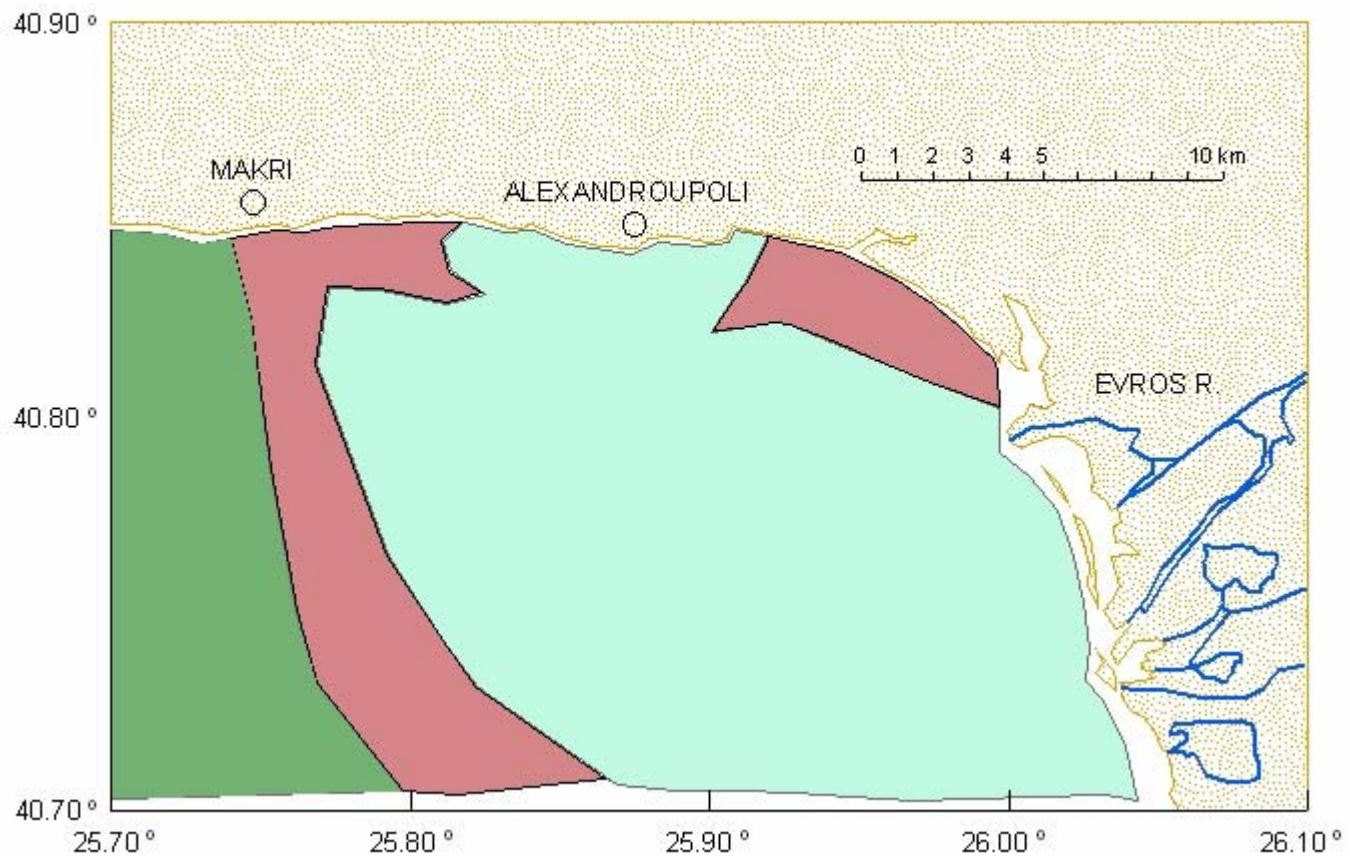 40.90 º
MAKRI
ALEXANDROUPOLI
0 1 2 3 4 5 10 km
EVROS R.
40.80 º
40.70 º
25.70 º 25.80 º 25.90 º 26.00 º 26.10 º